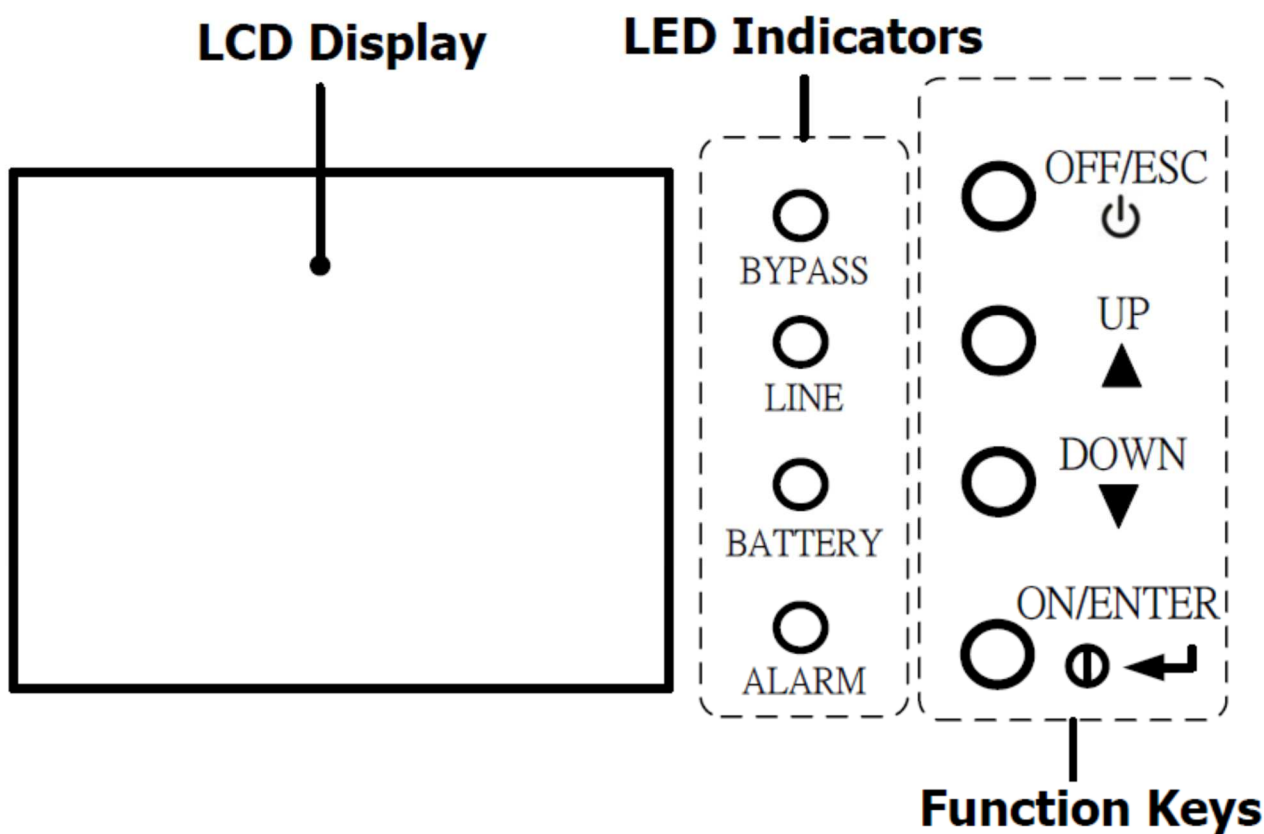 LCD Display
LED Indicators
BYPASS
LINE
BATTERY
ALARM
OFF/ESC
UP
DOWN
ON/ENTER
Function Keys